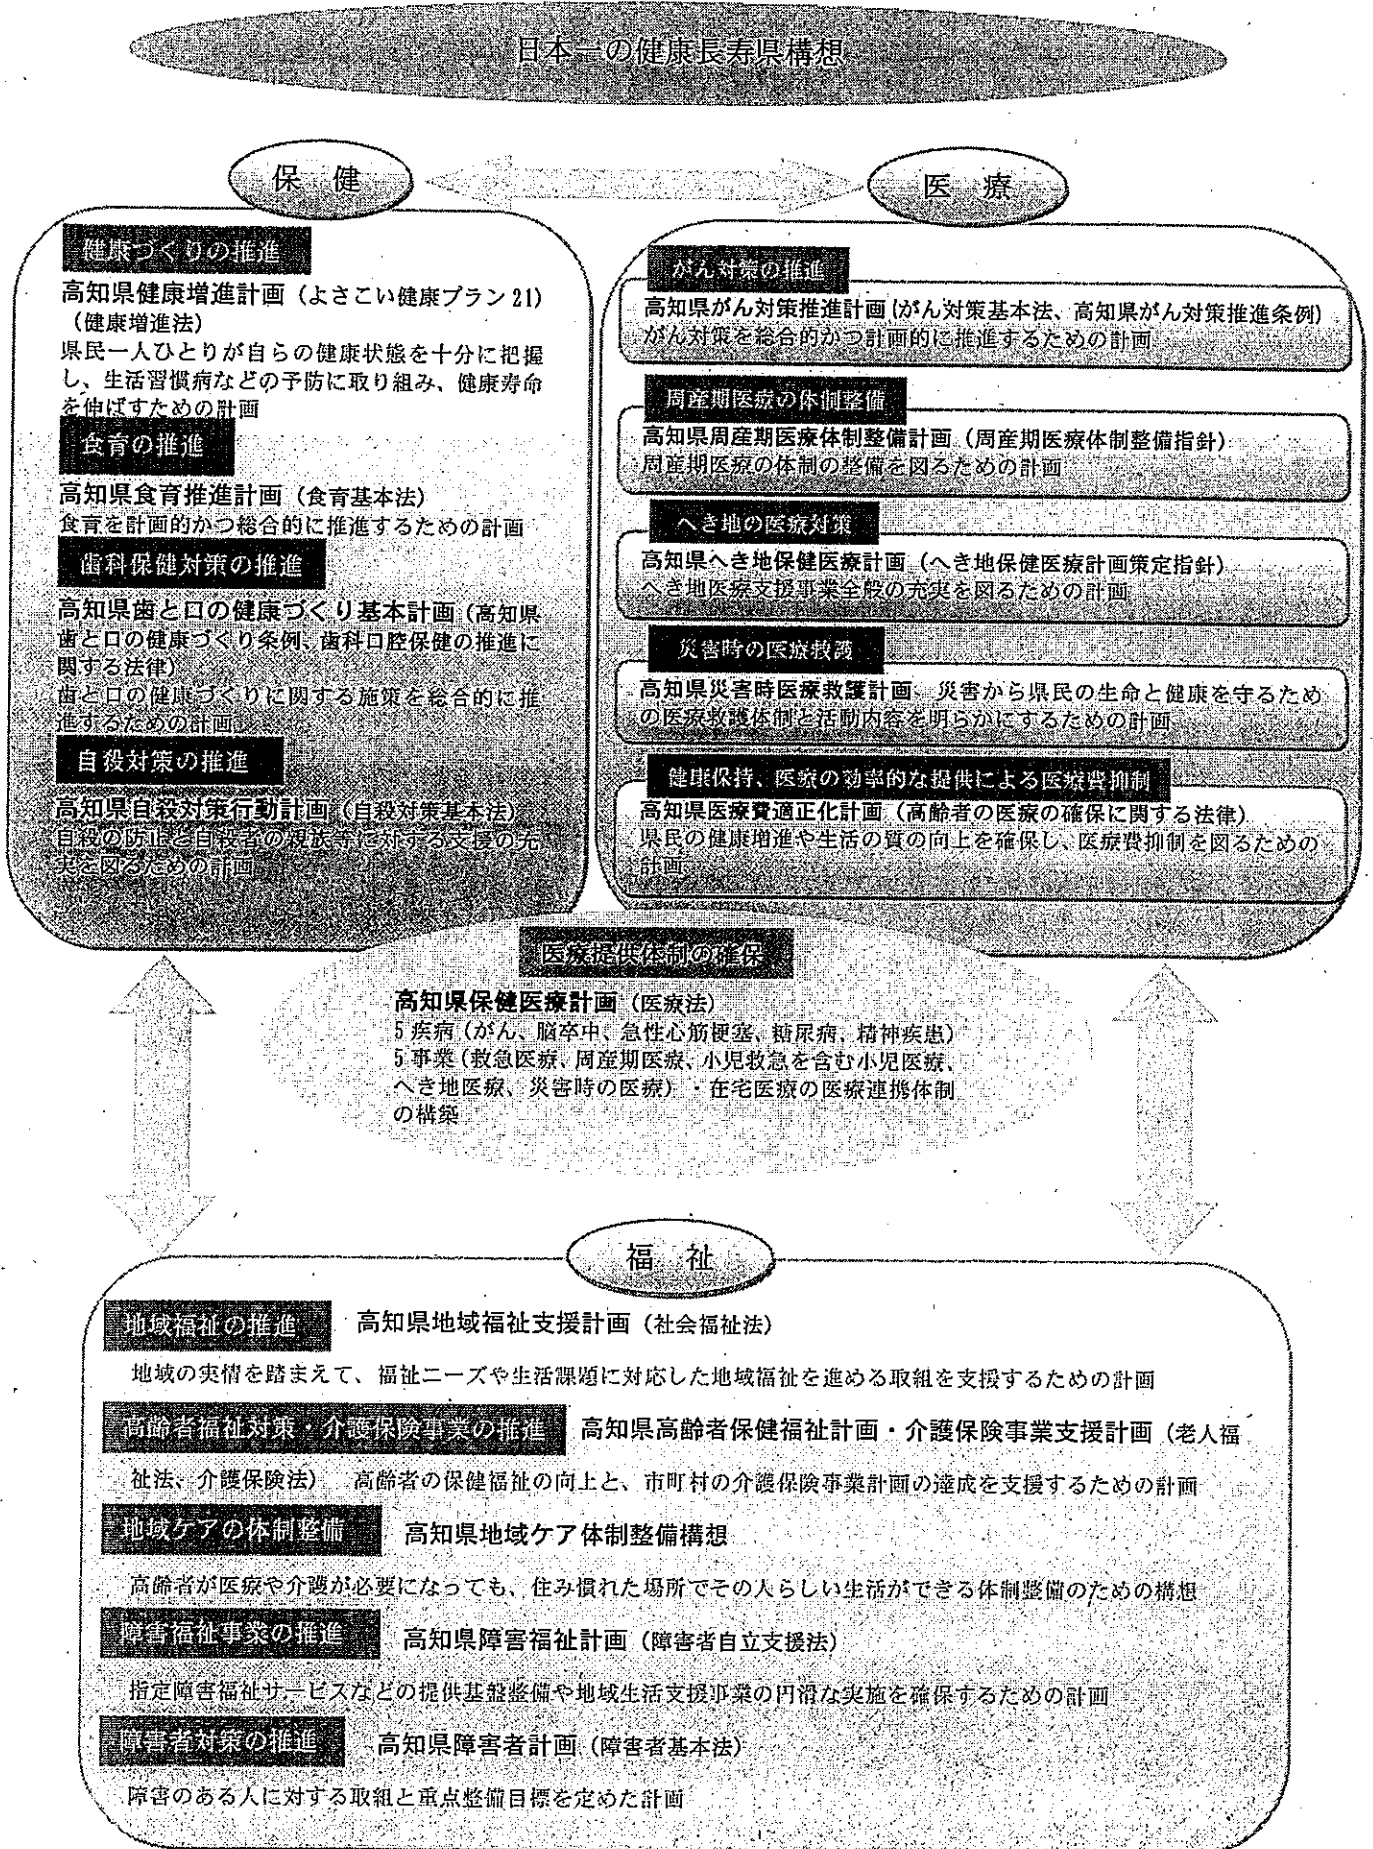 日本一の健康長寿県構想
保健
医療
健康づくりの推進
高知県健康増進計画（よさこい健康プラン21）
（健康増進法）
県民一人ひとりが自らの健康状態を十分に把握
し、生活習慣病などの予防に取り組み、健康寿命
を伸ばすための計画
食育の推進
高知県食育推進計画（食育基本法）
食育を計画的かつ総合的に推進するための計画
歯科保健対策の推進
高知県歯と口の健康づくり基本計画（高知県
歯と口の健康づくり条例、歯科口腔保健の推進に
関する法律）
歯と口の健康づくりに関する施策を総合的に推
進するための計画
自殺対策の推進
高知県自殺対策行動計画（自殺対策基本法）
自殺の防止と自殺者の親族等に対する支援の充
実を図るための計画
がん対策の推進
高知県がん対策推進計画（がん対策基本法、高知県がん対策推進条例）
がん対策を総合的かつ計画的に推進するための計画
周産期医療の体制整備
高知県周産期医療体制整備計画（周産期医療体制整備指針）
周産期医療の体制の整備を図るための計画
へき地の医療対策
高知県へき地保健医療計画（へき地保健医療計画策定指針）
へき地医療支援事業全般の充実を図るための計画
災害時の医療救護
高知県災害時医療救護計画　災害から県民の生命と健康を守るため
の医療救護体制と活動内容を明らかにするための計画
健康保持、医療の効率的な提供による医療費抑制
高知県医療費適正化計画（高齢者の医療の確保に関する法律）
県民の健康増進や生活の質の向上を確保し、医療費抑制を図るための
計画
医療提供体制の確保
高知県保健医療計画（医療法）
5疾病（がん、脳卒中、急性心筋梗塞、糖尿病、精神疾患）
5事業（救急医療、周産期医療、小児救急を含む小児医療、
へき地医療、災害時の医療）・在宅医療の医療連携体制
の構築
福祉
地域福祉の推進　高知県地域福祉支援計画（社会福祉法）
地域の実情を踏まえて、福祉ニーズや生活課題に対応した地域福祉を進める取組を支援するための計画
高齢者福祉対策・介護保険事業の推進　高知県高齢者保健福祉計画・介護保険事業支援計画（老人福
祉法、介護保険法）　高齢者の保健福祉の向上と、市町村の介護保険事業計画の達成を支援するための計画
地域ケアの体制整備　高知県地域ケア体制整備構想
高齢者が医療や介護が必要になっても、住み慣れた場所でその人らしい生活ができる体制整備のための構想
障害福祉事業の推進　高知県障害福祉計画（障害者自立支援法）
指定障害福祉サービスなどの提供基盤整備や地域生活支援事業の円滑な実施を確保するための計画
障害者対策の推進　高知県障害者計画（障害者基本法）
障害のある人に対する取組と重点整備目標を定めた計画